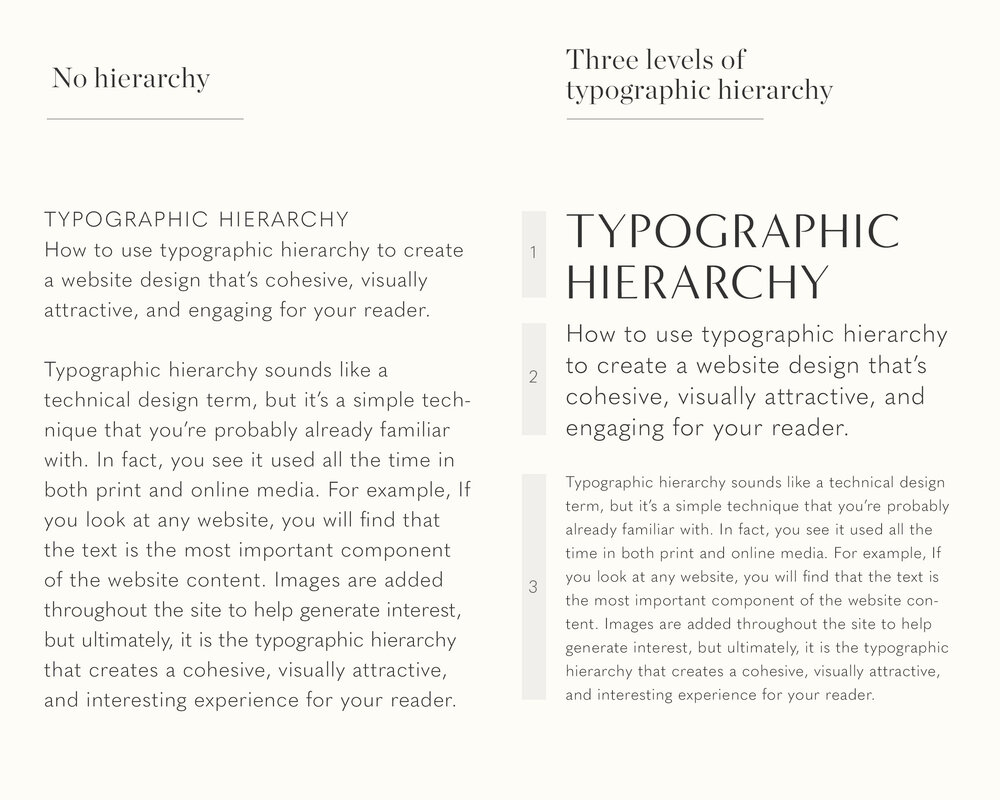 No hierarchy
TYPOGRAPHIC HIERARCHY
How to use typographic hierarchy to create
a website design that's cohesive, visually
attractive, and engaging for your reader.
Typographic hierarchy sounds like a
technical design term, but it's a simple tech-
nique that you're probably already familiar
with. In fact, you see it used all the time in
both print and online media. For example, If
you look at any website, you will find that
the text is the most important component
of the website content. Images are added
throughout the site to help generate interest,
but ultimately, it is the typographic hierarchy
that creates a cohesive, visually attractive,
and interesting experience for your reader.
Three levels of
typographic hierarchy
1
TYPOGRAPHIC
HIERARCHY
2
How to use typographic hierarchy
to create a website design that's
cohesive, visually attractive, and
engaging for your reader.
3
Typographic hierarchy sounds like a technical design
term, but it's a simple technique that you're probably
already familiar with. In fact, you see it used all the
time in both print and online media. For example, If
you look at any website, you will find that the text is
the most important component of the website con-
tent. Images are added throughout the site to help
generate interest, but ultimately, it is the typographic
hierarchy that creates a cohesive, visually attractive,
and interesting experience for your reader.